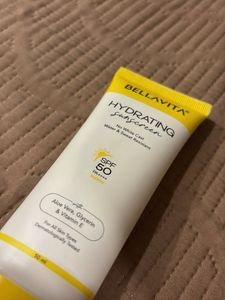 BELLAVITA
HYDRATING
sunscreen
No White Cast
Water & Sweat Resistant
SPF
50
PA++++
with
Aloe Vera, Glycerin
& Vitamin E
For All Skin Types
Dermatologically Tested
50 ml